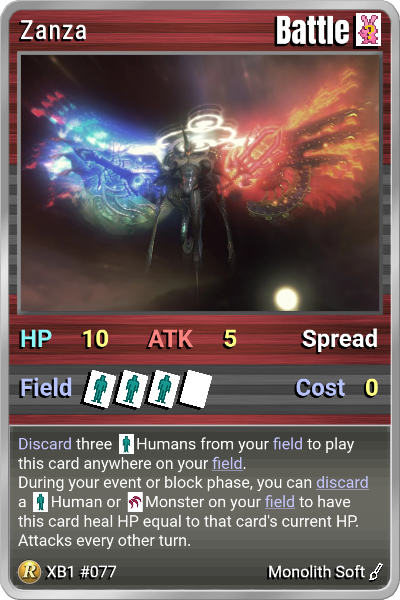 Zanza
Battle
HP 10 ATK 5 Spread
Field Cost 0
Discard three Humans from your field to play
this card anywhere on your field.
During your event or block phase, you can discard
a Human or Monster on your field to have
this card heal HP equal to that card's current HP.
Attacks every other turn.
R XB1 #077 Monolith Soft